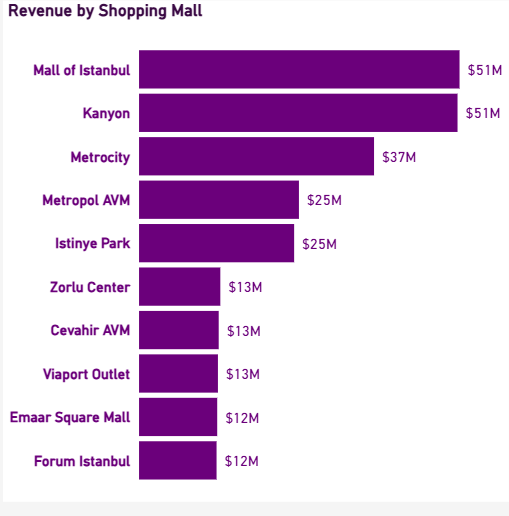 Revenue by Shopping Mall
Mall of Istanbul $51M
Kanyon $51M
Metrocity $37M
Metropol AVM $25M
Istinye Park $25M
Zorlu Center $13M
Cevahir AVM $13M
Viaport Outlet $13M
Emaar Square Mall $12M
Forum Istanbul $12M